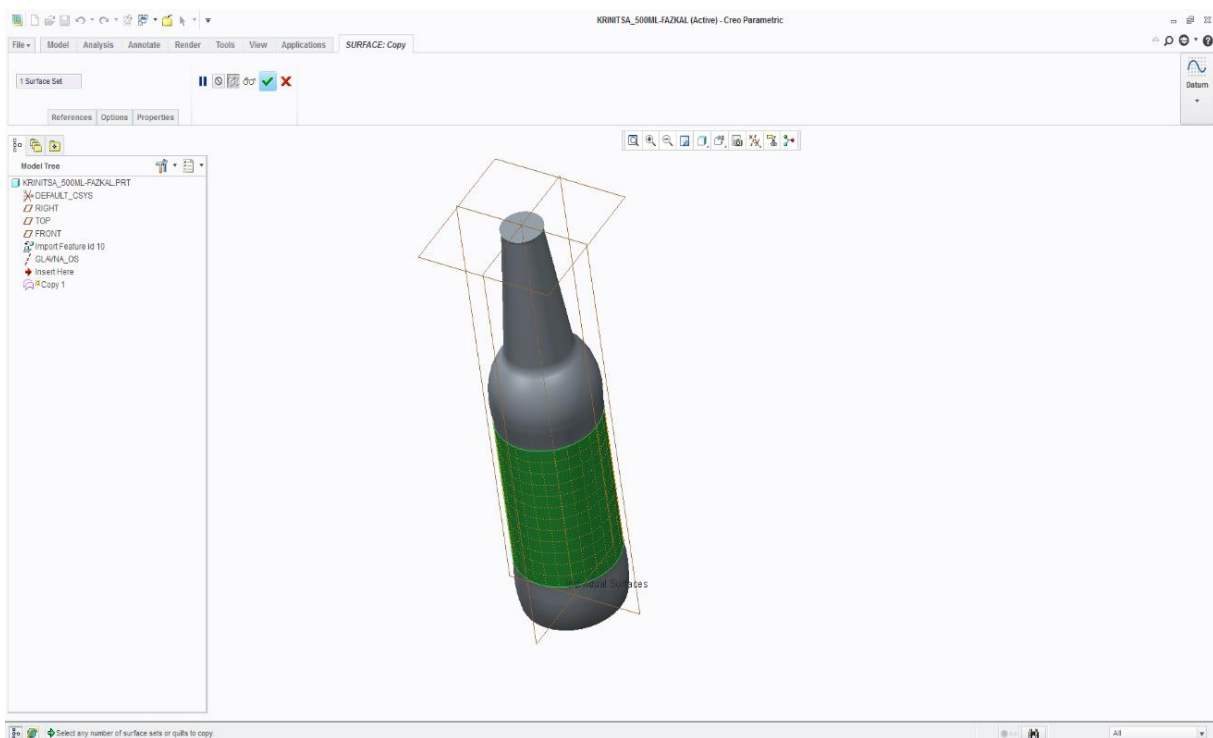 KRINITSA_500ML-FAZKAL (Active) - Creo Parametric
File Model Analysis Annotate Render Tools View Applications SURFACE: Copy
1 Surface Set
Datum
References Options Properties
Model Tree
KRINITSA_500ML-FAZKAL.PRT
DEFAULT_CSYS
RIGHT
TOP
FRONT
Import Feature id 10
GLAVNA_OS
Insert Here
Copy 1
Individual Surfaces
Select any number of surface sets or quilts to copy.
All